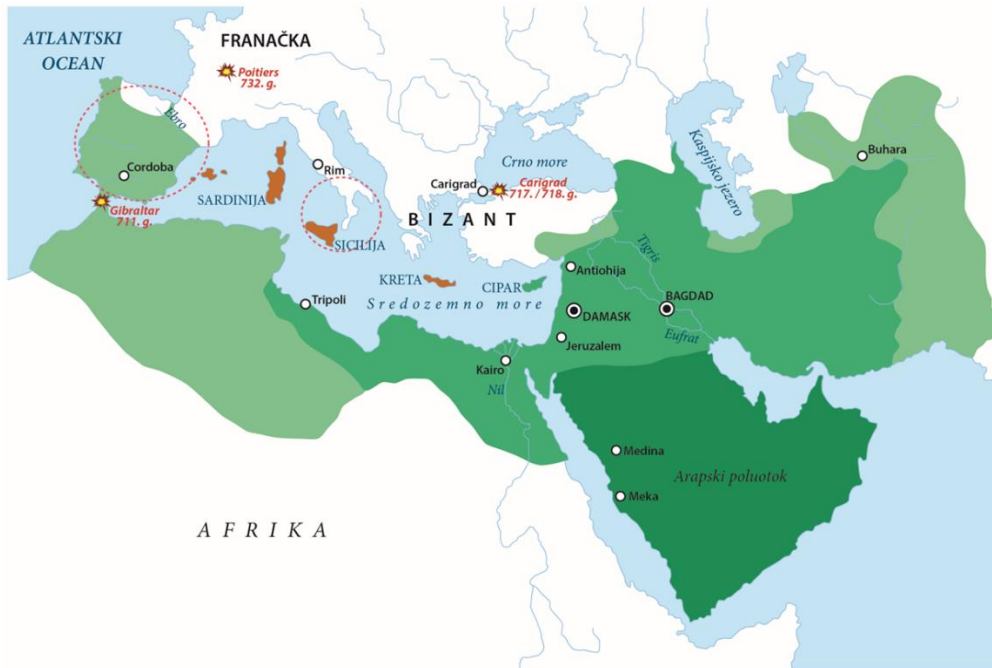 ATLANTSKI
OCEAN
FRANAČKA
Poitiers
732. g.
Ebro
Cordoba
Gibraltar
711. g.
SARDINIJA
Rim
SICILIJA
Crno more
Carigrad
Carigrad
717. / 718. g.
BIZANT
Kaspijsko jezero
Buhara
KRETA
CIPAR
Sredozemno more
Tripoli
Antiohija
Tigris
BAGDAD
DAMASK
Eufrat
Jeruzalem
Kairo
Nil
Medina
Meka
Arapski poluotok
AFRIKA